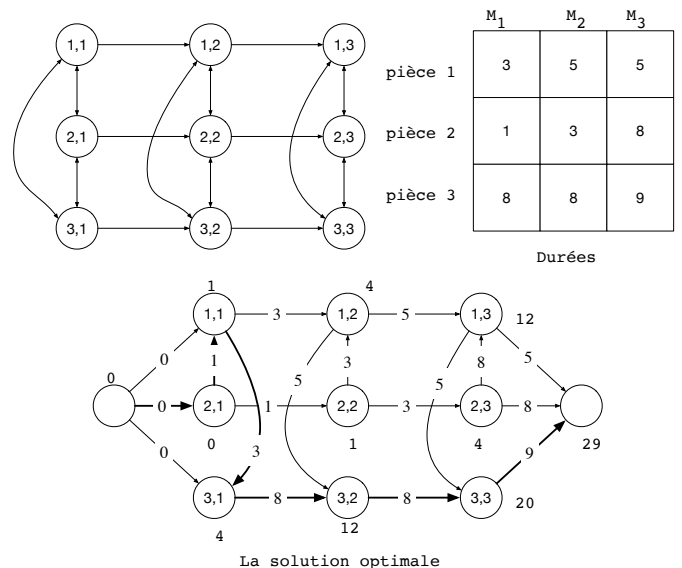 M1 M2 M3
1,1 1,2 1,3
pièce 1 3 5 5
2,1 2,2 2,3
pièce 2 1 3 8
3,1 3,2 3,3
pièce 3 8 8 9
Durées
1 4
1,1 3 1,2 5 1,3 12
0 1 5 3 5 8 5
0
0 2,1 1 2,2 3 2,3 8
0 1 4 29
0 3 9
3,1 8 3,2 8 3,3 20
4 12
La solution optimale